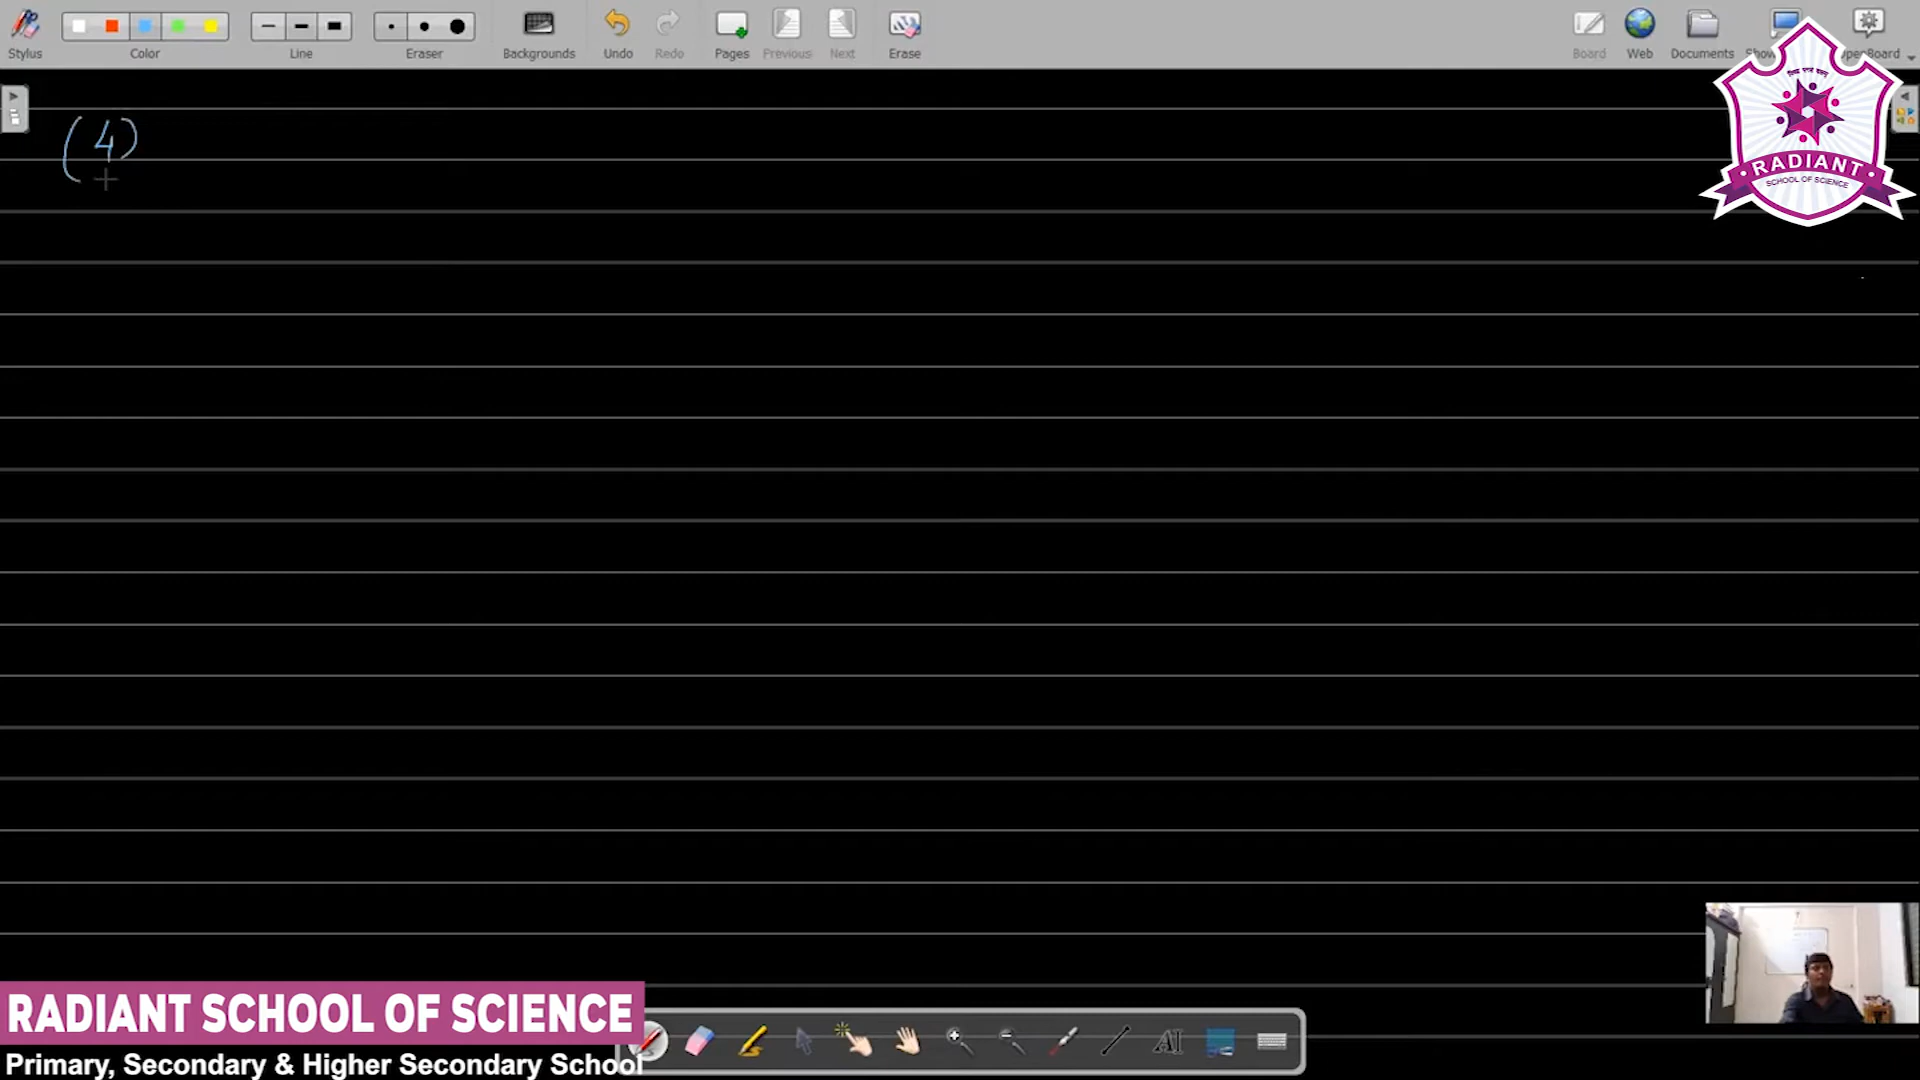 Stylus Color Line Eraser Backgrounds Undo Redo Pages Previous Next Erase Board Web Documents
(4)
RADIANT
SCHOOL OF SCIENCE
RADIANT SCHOOL OF SCIENCE
Primary, Secondary & Higher Secondary School
AI